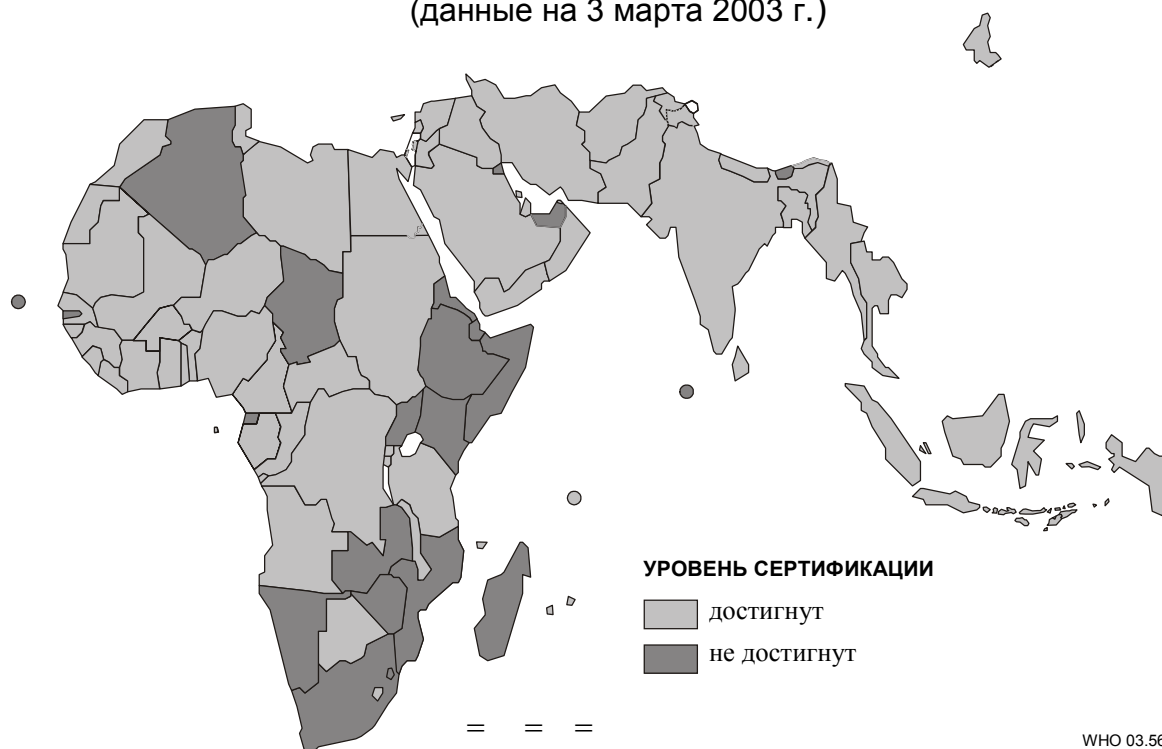 (данные на 3 марта 2003 г.)
УРОВЕНЬ СЕРТИФИКАЦИИ
достигнут
не достигнут
= = =
WHO 03.56